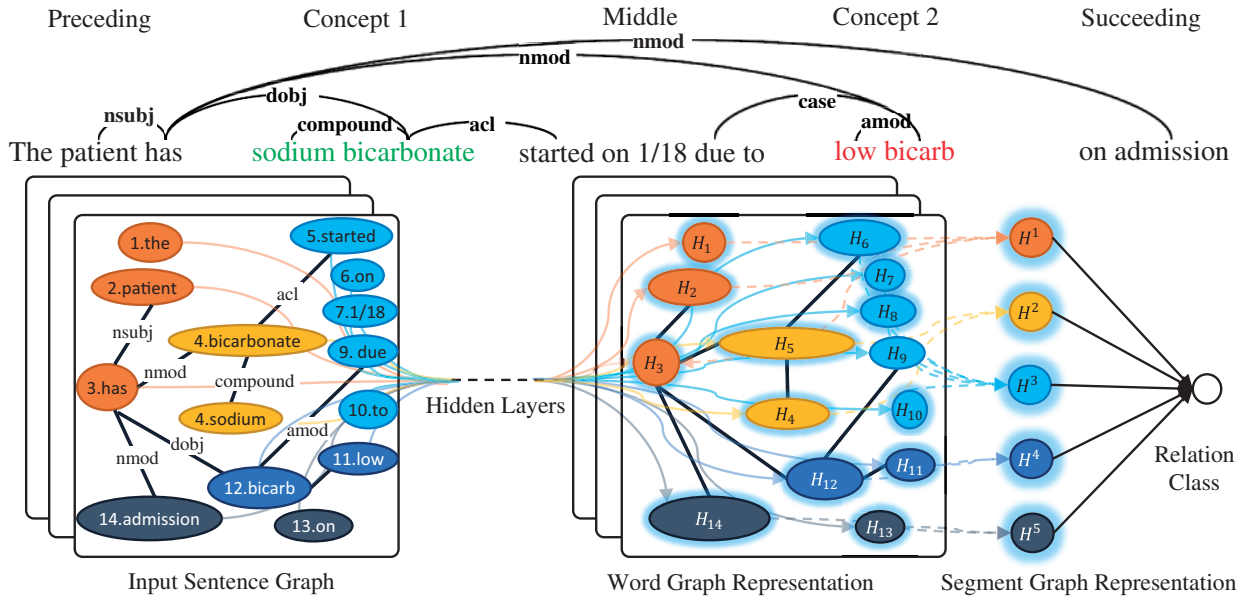 Preceding Concept 1 Middle Concept 2 Succeeding
nmod
nmod
dobj case
nsubj compound acl amod
The patient has sodium bicarbonate started on 1/18 due to low bicarb on admission
1.the
2.patient
3.has
4.bicarbonate
4.sodium
5.started
6.on
7.1/18
9. due
10.to
11.low
12.bicarb
13.on
14.admission
acl
nsubj
nmod
compound
dobj
amod
nmod
Hidden Layers
H1
H2
H3
H4
H5
H6
H7
H8
H9
H10
H11
H12
H13
H14
H1
H2
H3
H4
H5
Relation
Class
Input Sentence Graph Word Graph Representation Segment Graph Representation